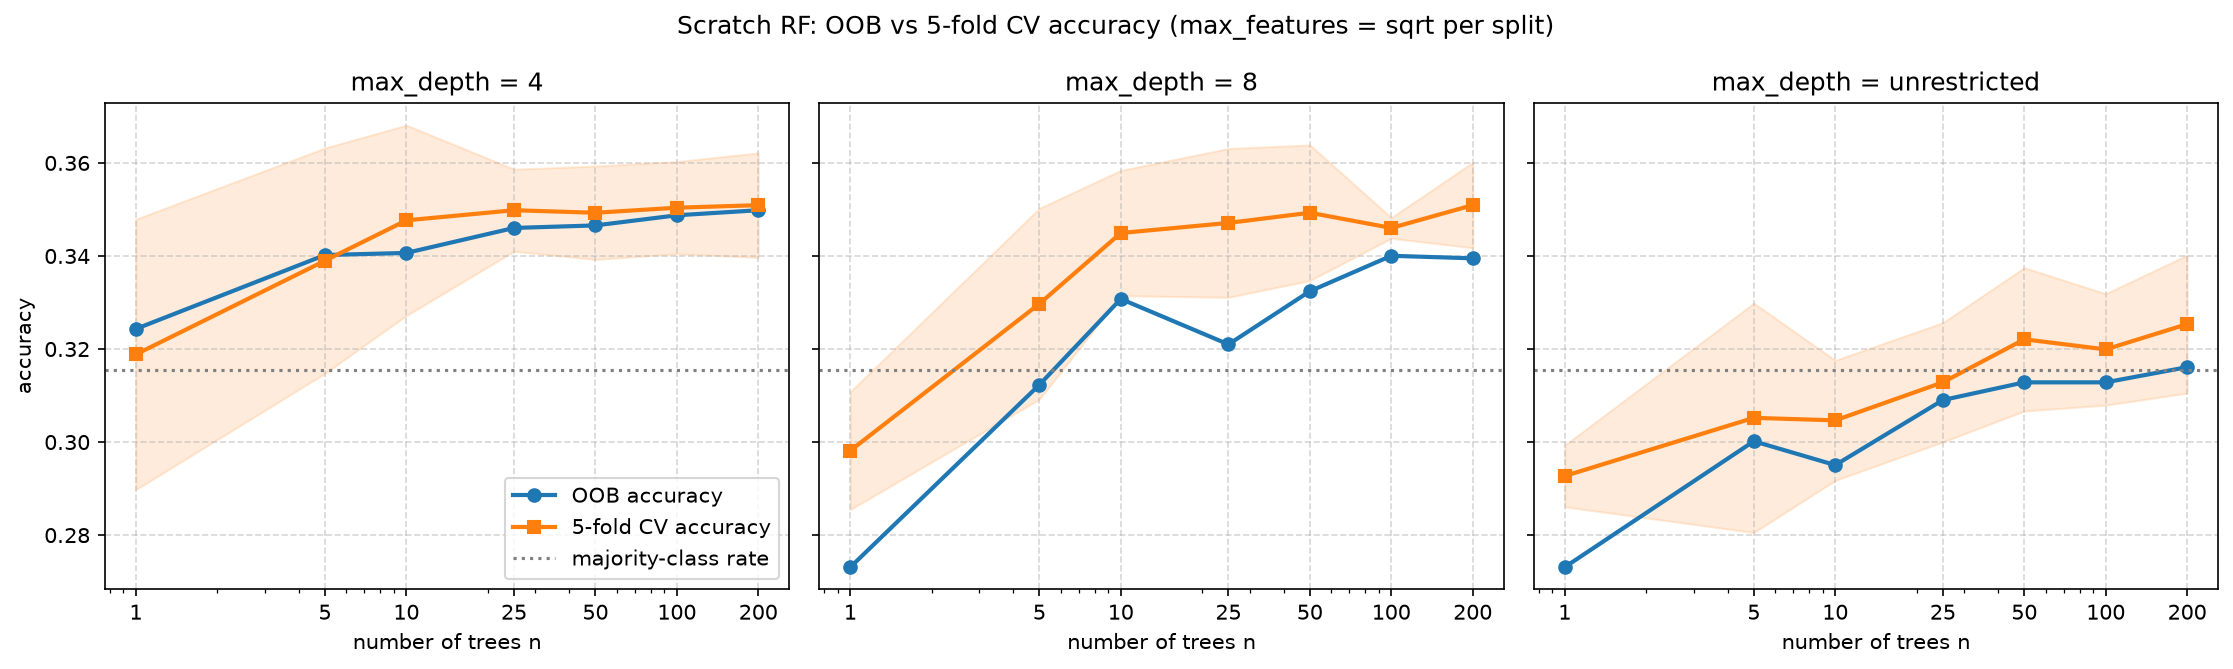 Scratch RF: OOB vs 5-fold CV accuracy (max_features = sqrt per split)
max_depth = 4
accuracy
0.36
0.34
0.32
0.30
0.28
OOB accuracy
5-fold CV accuracy
majority-class rate
1 5 10 25 50 100 200
number of trees n
max_depth = 8
1 5 10 25 50 100 200
number of trees n
max_depth = unrestricted
1 5 10 25 50 100 200
number of trees n